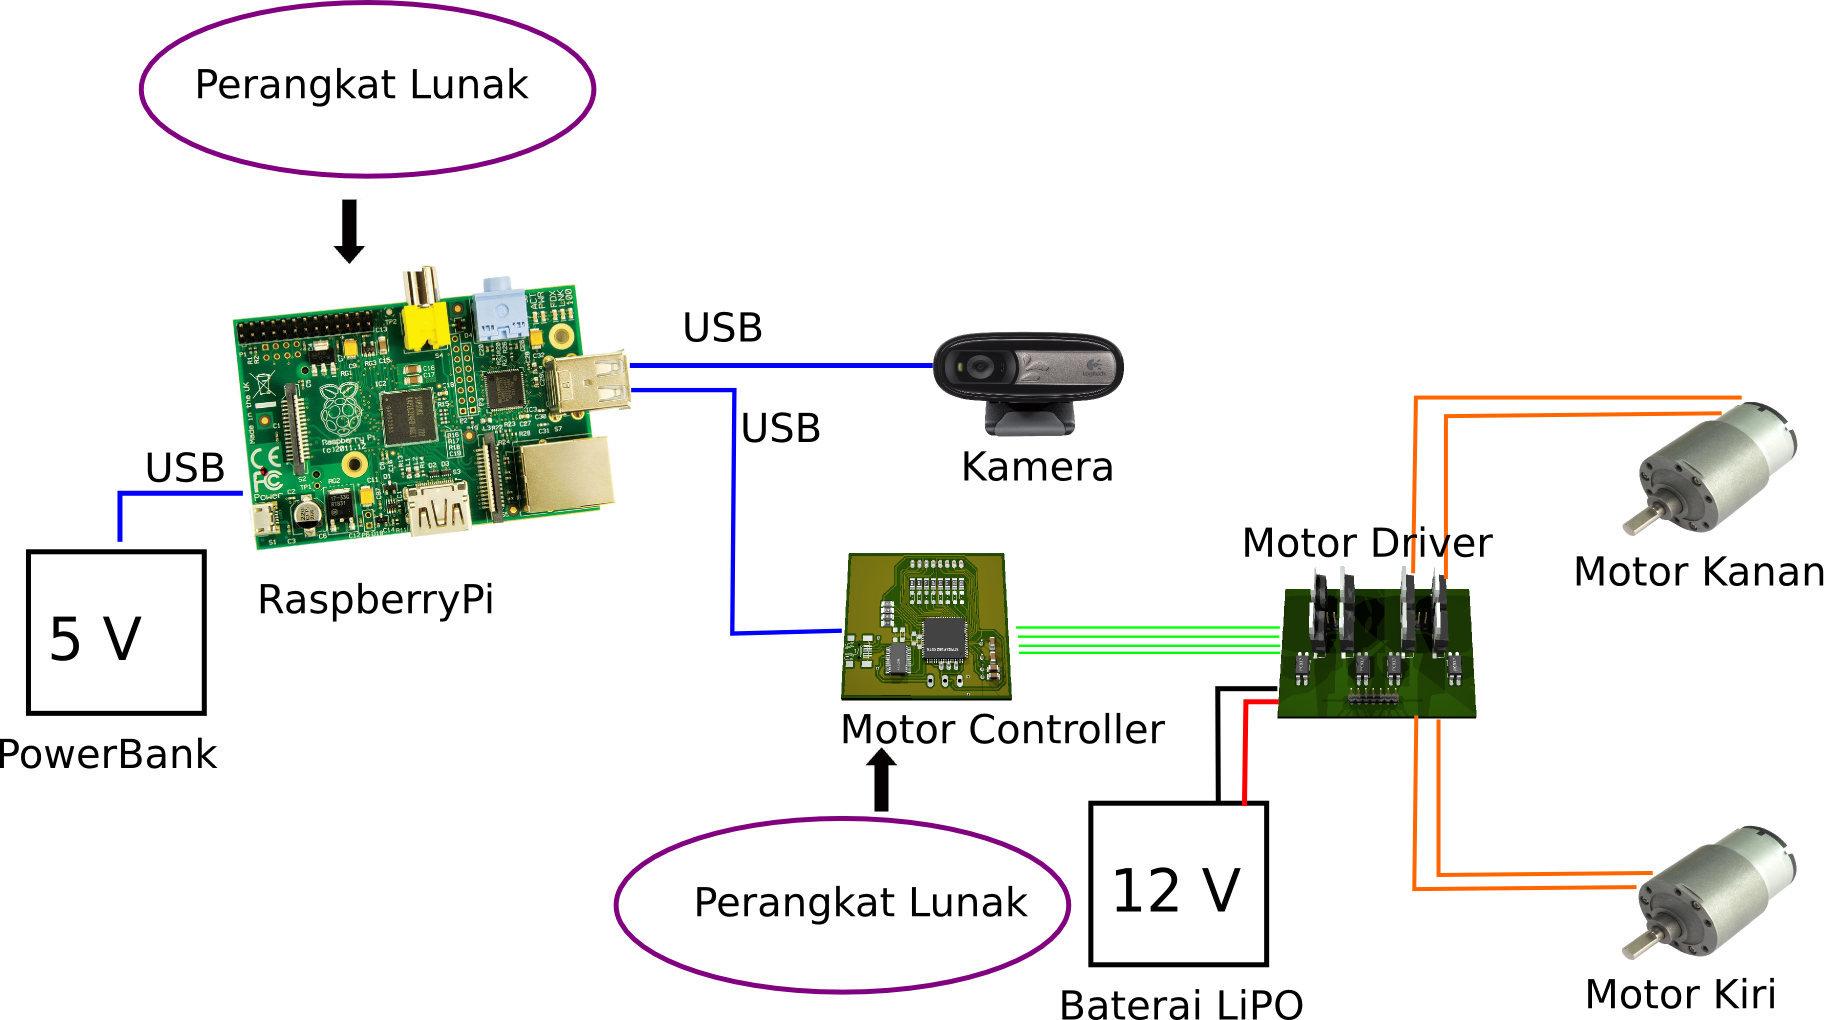 Perangkat Lunak
USB
USB
USB
Kamera
RaspberryPi
5 V
PowerBank
Motor Controller
Motor Driver
Motor Kanan
Perangkat Lunak
12 V
Baterai LiPO
Motor Kiri